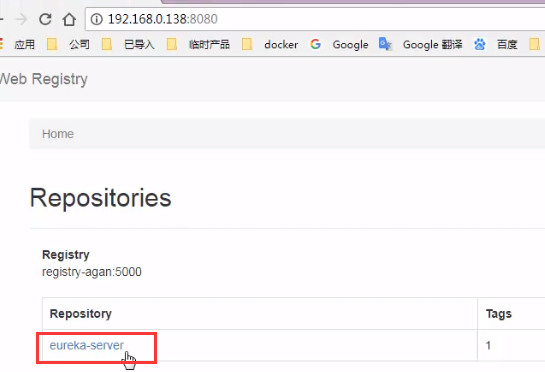 192.168.0.138:8080
应用 公司 已导入 临时产品 docker Google Google 翻译 百度
Web Registry
Home
Repositories
Registry
registry-agan:5000
Repository Tags
eureka-server 1